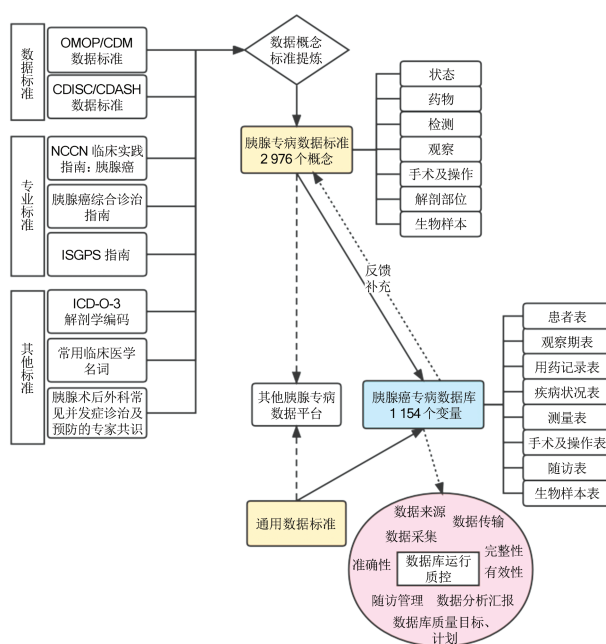 数据标准
OMOP/CDM
数据标准
CDISC/CDASH
数据标准
专业标准
NCCN 临床实践
指南：胰腺癌
胰腺癌综合诊治
指南
ISGPS 指南
其他标准
ICD-O-3
解剖学编码
常用临床医学
名词
胰腺术后外科常
见并发症诊治及
预防的专家共识
数据概念
标准提炼
胰腺专病数据标准
2 976 个概念
状态
药物
检测
观察
手术及操作
解剖部位
生物样本
反馈
补充
其他胰腺专病
数据平台
胰腺癌专病数据库
1 154 个变量
通用数据标准
患者表
观察期表
用药记录表
疾病状况表
测量表
手术及操作表
随访表
生物样本表
数据来源
数据传输
数据采集
完整性
准确性
数据库运行
质控
有效性
随访管理
数据分析汇报
数据库质量目标、
计划